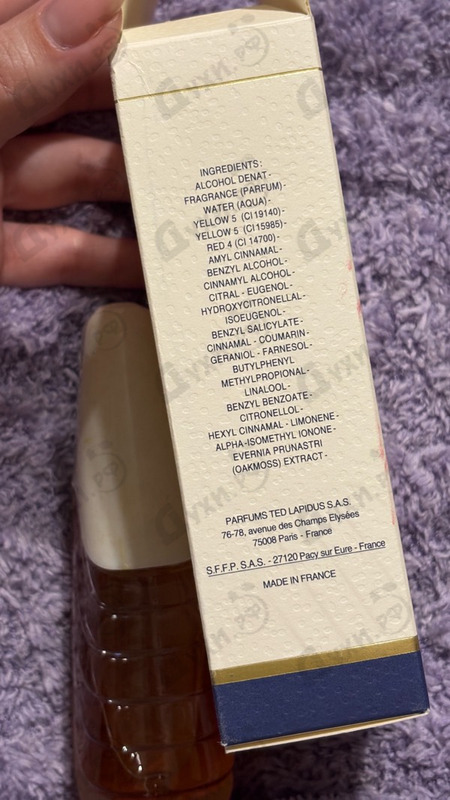 INGREDIENTS:
ALCOHOL DENAT-
FRAGRANCE (PARFUM)-
WATER (AQUA)-
YELLOW 5 (CI 19140)-
YELLOW 5 (CI 15985)-
RED 4 (CI 14700)-
AMYL CINNAMAL-
BENZYL ALCOHOL-
CINNAMYL ALCOHOL-
CITRAL - EUGENOL-
HYDROXYCITRONELLAL-
ISOEUGENOL-
BENZYL SALICYLATE-
CINNAMAL - COUMARIN-
GERANIOL - FARNESOL-
BUTYLPHENYL
METHYLPROPIONAL-
LINALOOL-
BENZYL BENZOATE-
CITRONELLOL-
HEXYL CINNAMAL - LIMONENE-
ALPHA-ISOMETHYL IONONE-
EVERNIA PRUNASTRI
(OAKMOSS) EXTRACT-
PARFUMS TED LAPIDUS S.A.S.
76-78, avenue des Champs Elysées
75008 Paris - France
S.F.F.P. S.A.S. - 27120 Pacy sur Eure - France
MADE IN FRANCE
Духи.рф